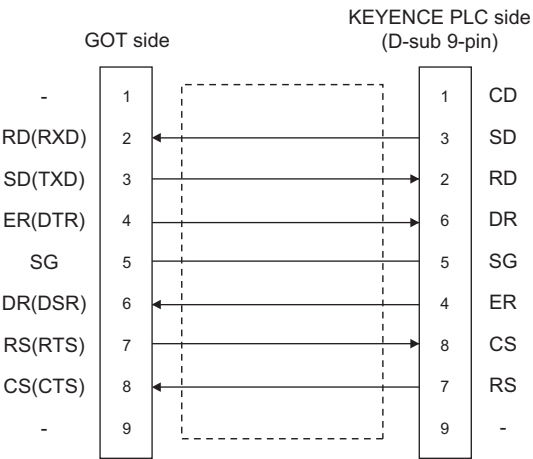 KEYENCE PLC side
GOT side (D-sub 9-pin)
- 1 1 CD
RD(RXD) 2 3 SD
SD(TXD) 3 2 RD
ER(DTR) 4 6 DR
SG 5 5 SG
DR(DSR) 6 4 ER
RS(RTS) 7 8 CS
CS(CTS) 8 7 RS
- 9 9 -